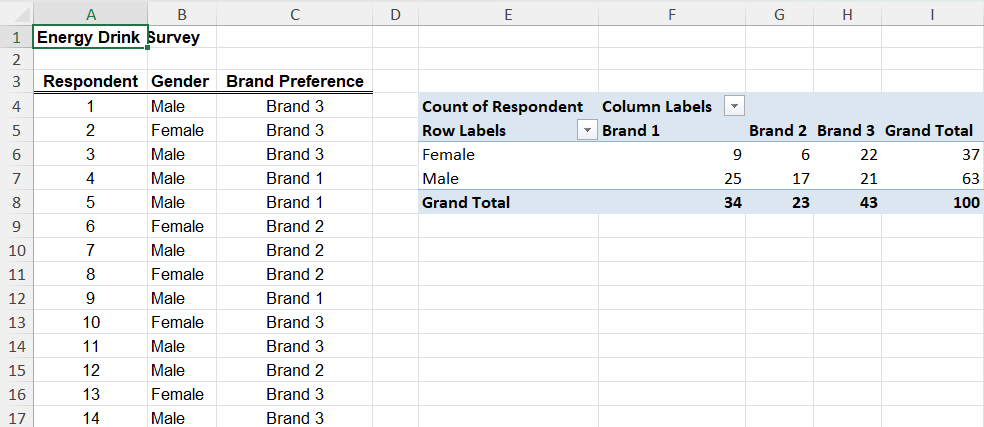 A B C D E F G H I
1 Energy Drink Survey
2
3 Respondent Gender Brand Preference
4 1 Male Brand 3 Count of Respondent Column Labels
5 2 Female Brand 3 Row Labels Brand 1 Brand 2 Brand 3 Grand Total
6 3 Male Brand 3 Female 9 6 22 37
7 4 Male Brand 1 Male 25 17 21 63
8 5 Male Brand 1 Grand Total 34 23 43 100
9 6 Female Brand 2
10 7 Male Brand 2
11 8 Female Brand 2
12 9 Male Brand 1
13 10 Female Brand 3
14 11 Male Brand 3
15 12 Male Brand 2
16 13 Female Brand 3
17 14 Male Brand 3